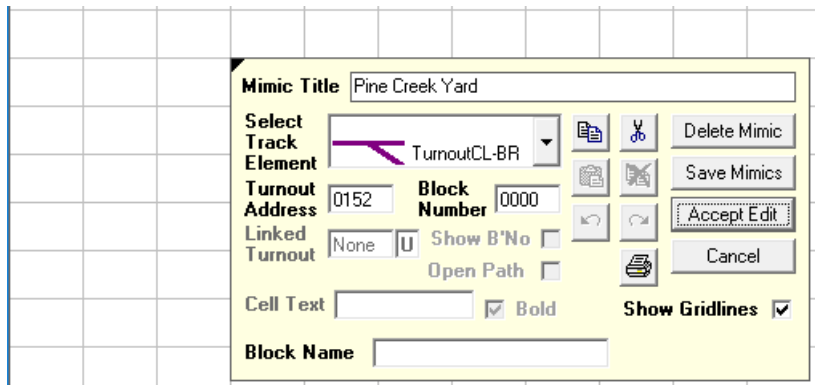 Mimic Title Pine Creek Yard
Select Track Element TurnoutCL-BR Delete Mimic
Save Mimics
Turnout Address 0152 Block Number 0000 Accept Edit
Linked Turnout None U Show B'No
Open Path Cancel
Cell Text Bold Show Gridlines
Block Name